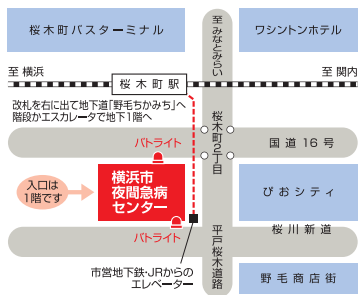 桜木町バスターミナル
至 みなとみらい
ワシントンホテル
至 横浜
桜木町駅
至 関内
改札を右に出て地下道「野毛ちかみち」へ
階段かエスカレータで地下1階へ
桜木町2丁目
パトライト
国道16号
入口は
1階です
横浜市
夜間急病
センター
ぴおシティ
桜川新道
パトライト
平戸桜木道路
市営地下鉄・JRからの
エレベーター
野毛商店街